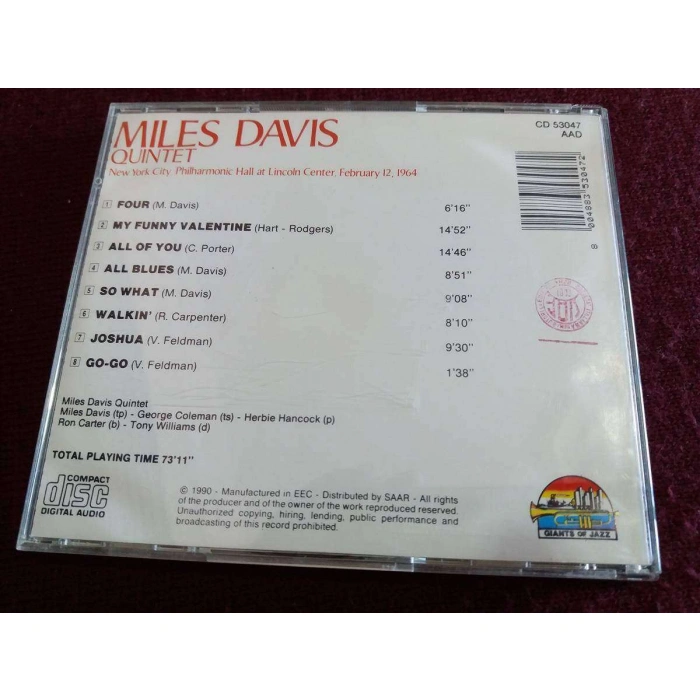 MILES DAVIS
QUINTET
New York City, Philharmonic Hall at Lincoln Center, February 12, 1964
CD 53047
AAD
8 004883 530472
1 FOUR (M. Davis) 6'16"
2 MY FUNNY VALENTINE (Hart - Rodgers) 14'52"
3 ALL OF YOU (C. Porter) 14'46"
4 ALL BLUES (M. Davis) 8'51"
5 SO WHAT (M. Davis) 9'08"
6 WALKIN' (R. Carpenter) 8'10"
7 JOSHUA (V. Feldman) 9'30"
8 GO-GO (V. Feldman) 1'38"
Miles Davis Quintet
Miles Davis (tp) - George Coleman (ts) - Herbie Hancock (p)
Ron Carter (b) - Tony Williams (d)
TOTAL PLAYING TIME 73'11"
COMPACT
disc
DIGITAL AUDIO
© 1990 - Manufactured in EEC - Distributed by SAAR - All rights
of the producer and of the owner of the work reproduced reserved.
Unauthorized copying, hiring, lending, public performance and
broadcasting of this record prohibited.
GIANTS OF JAZZ